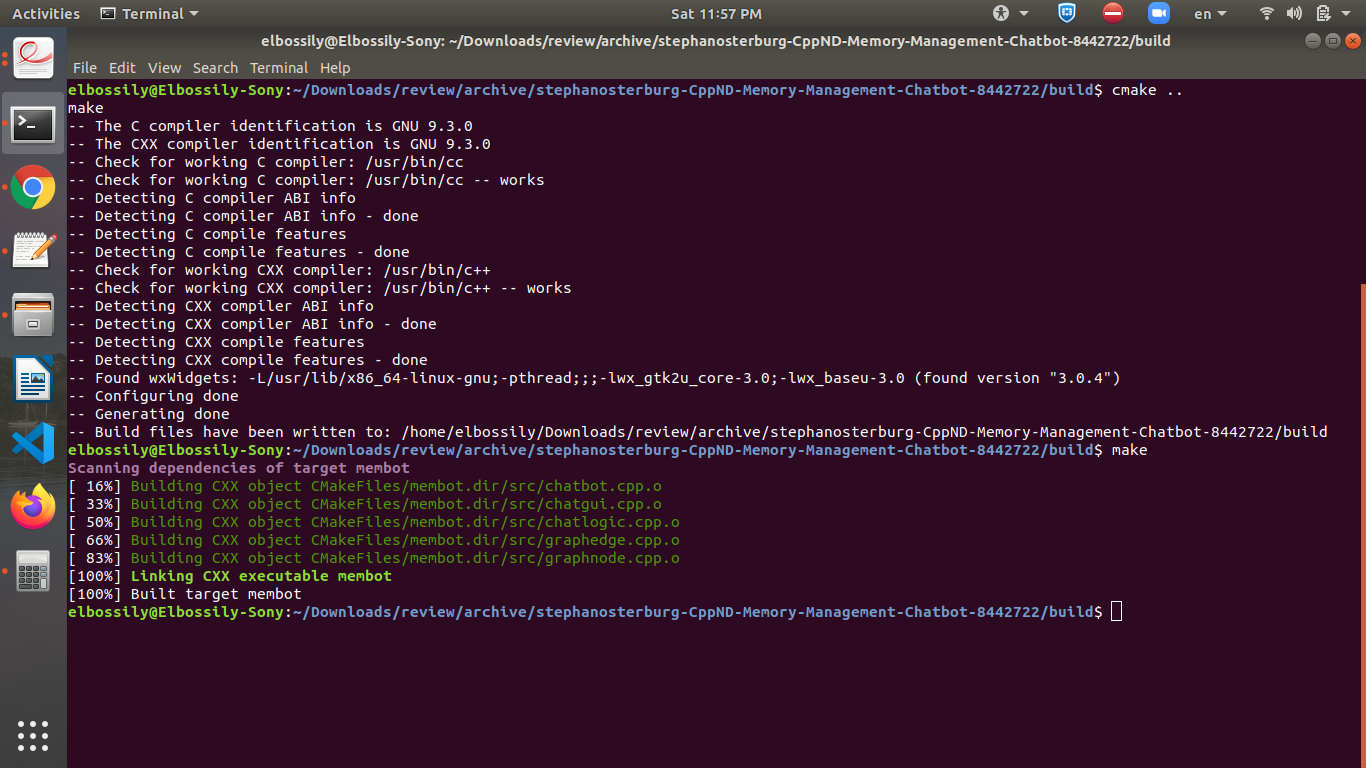 Activities Terminal Sat 11:57 PM en
elbossily@Elbossily-Sony: ~/Downloads/review/archive/stephanosterburg-CppND-Memory-Management-Chatbot-8442722/build
File Edit View Search Terminal Help
elbossily@Elbossily-Sony:~/Downloads/review/archive/stephanosterburg-CppND-Memory-Management-Chatbot-8442722/build$ cmake ..
make
-- The C compiler identification is GNU 9.3.0
-- The CXX compiler identification is GNU 9.3.0
-- Check for working C compiler: /usr/bin/cc
-- Check for working C compiler: /usr/bin/cc -- works
-- Detecting C compiler ABI info
-- Detecting C compiler ABI info - done
-- Detecting C compile features
-- Detecting C compile features - done
-- Check for working CXX compiler: /usr/bin/c++
-- Check for working CXX compiler: /usr/bin/c++ -- works
-- Detecting CXX compiler ABI info
-- Detecting CXX compiler ABI info - done
-- Detecting CXX compile features
-- Detecting CXX compile features - done
-- Found wxWidgets: -L/usr/lib/x86_64-linux-gnu;-pthread;;;-lwx_gtk2u_core-3.0;-lwx_baseu-3.0 (found version "3.0.4")
-- Configuring done
-- Generating done
-- Build files have been written to: /home/elbossily/Downloads/review/archive/stephanosterburg-CppND-Memory-Management-Chatbot-8442722/build
elbossily@Elbossily-Sony:~/Downloads/review/archive/stephanosterburg-CppND-Memory-Management-Chatbot-8442722/build$ make
Scanning dependencies of target membot
[ 16%] Building CXX object CMakeFiles/membot.dir/src/chatbot.cpp.o
[ 33%] Building CXX object CMakeFiles/membot.dir/src/chatgui.cpp.o
[ 50%] Building CXX object CMakeFiles/membot.dir/src/chatlogic.cpp.o
[ 66%] Building CXX object CMakeFiles/membot.dir/src/graphedge.cpp.o
[ 83%] Building CXX object CMakeFiles/membot.dir/src/graphnode.cpp.o
[100%] Linking CXX executable membot
[100%] Built target membot
elbossily@Elbossily-Sony:~/Downloads/review/archive/stephanosterburg-CppND-Memory-Management-Chatbot-8442722/build$